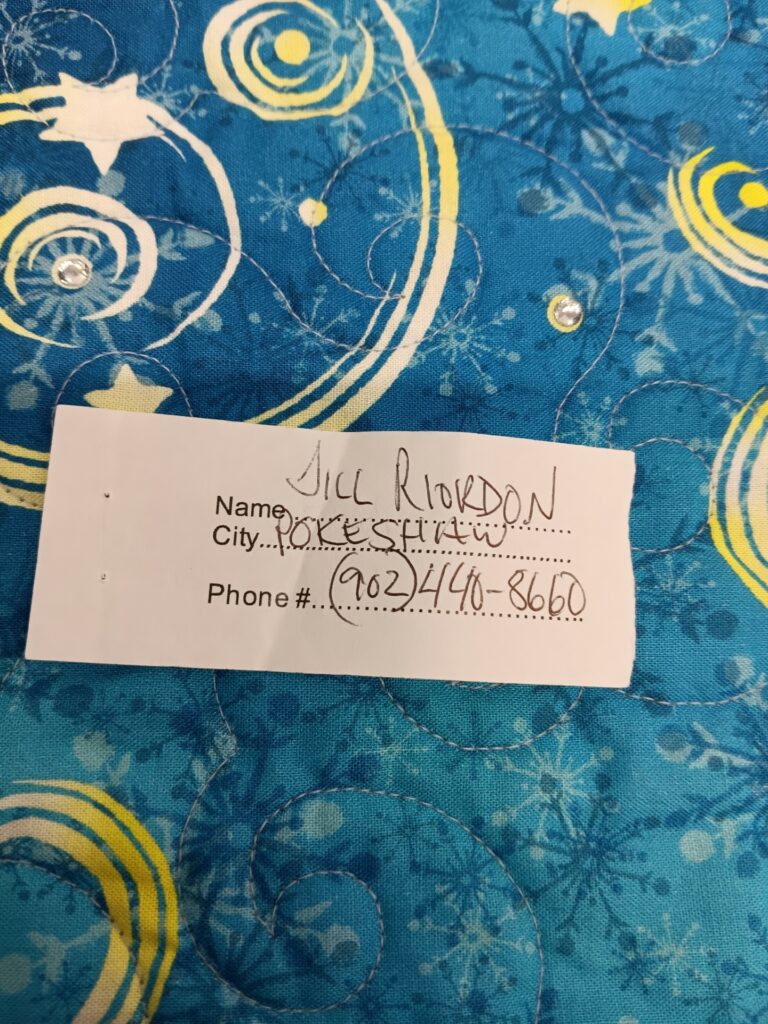 Name JILL RIORDON
City...POKESHAW
Phone #...(902)440-8660